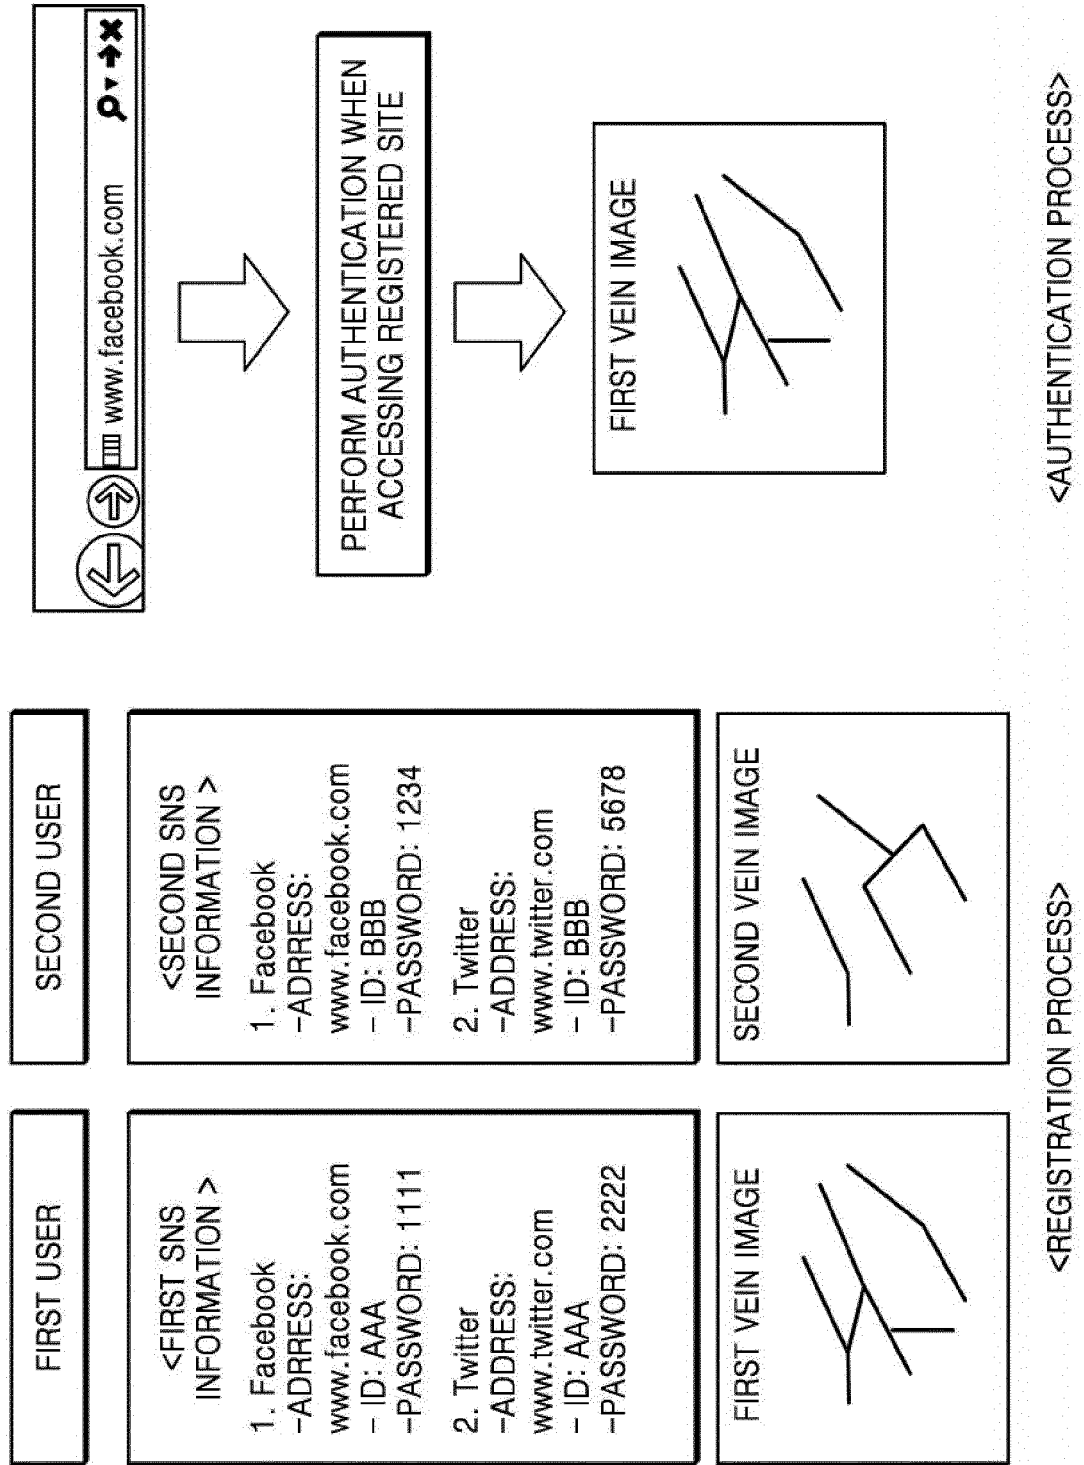 FIRST USER
<FIRST SNS
INFORMATION >
1. Facebook
-ADRRESS:
www.facebook.com
- ID: AAA
-PASSWORD: 1111
2. Twitter
-ADDRESS:
www.twitter.com
- ID: AAA
-PASSWORD: 2222
FIRST VEIN IMAGE
SECOND USER
<SECOND SNS
INFORMATION >
1. Facebook
-ADRRESS:
www.facebook.com
- ID: BBB
-PASSWORD: 1234
2. Twitter
-ADDRESS:
www.twitter.com
- ID: BBB
-PASSWORD: 5678
SECOND VEIN IMAGE
<REGISTRATION PROCESS>
www.facebook.com
PERFORM AUTHENTICATION WHEN
ACCESSING REGISTERED SITE
FIRST VEIN IMAGE
<AUTHENTICATION PROCESS>